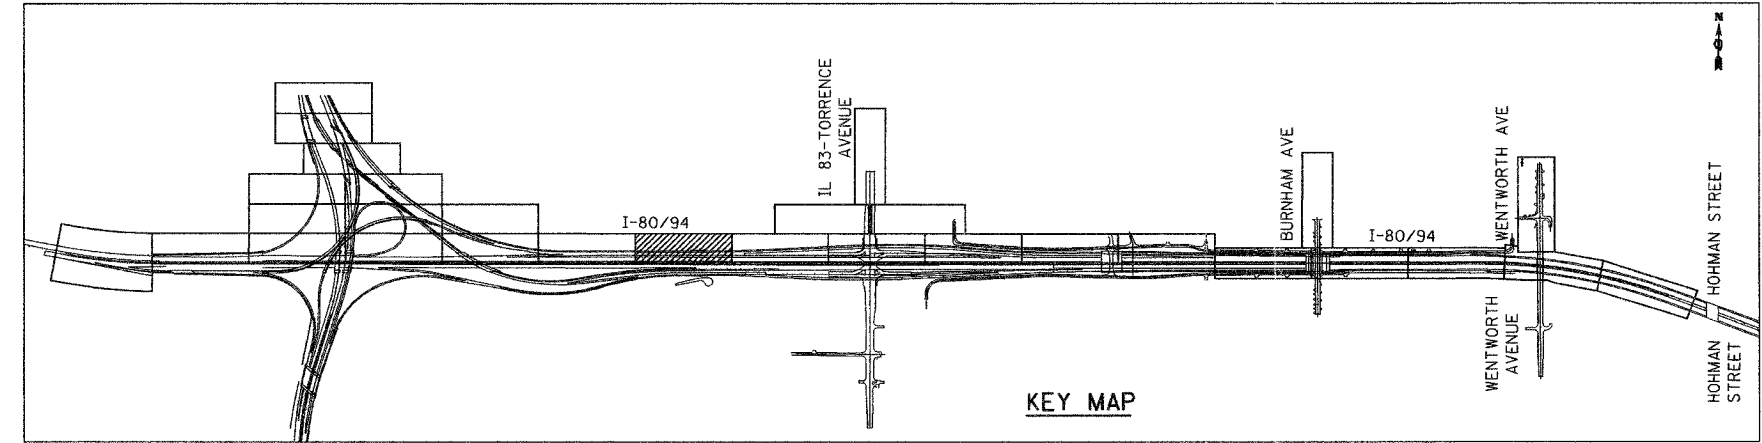 N
IL 83-TORRENCE
AVENUE
I-80/94
BURNHAM AVE
I-80/94
WENTWORTH AVE
WENTWORTH
AVENUE
HOHMAN STREET
HOHMAN
STREET
KEY MAP